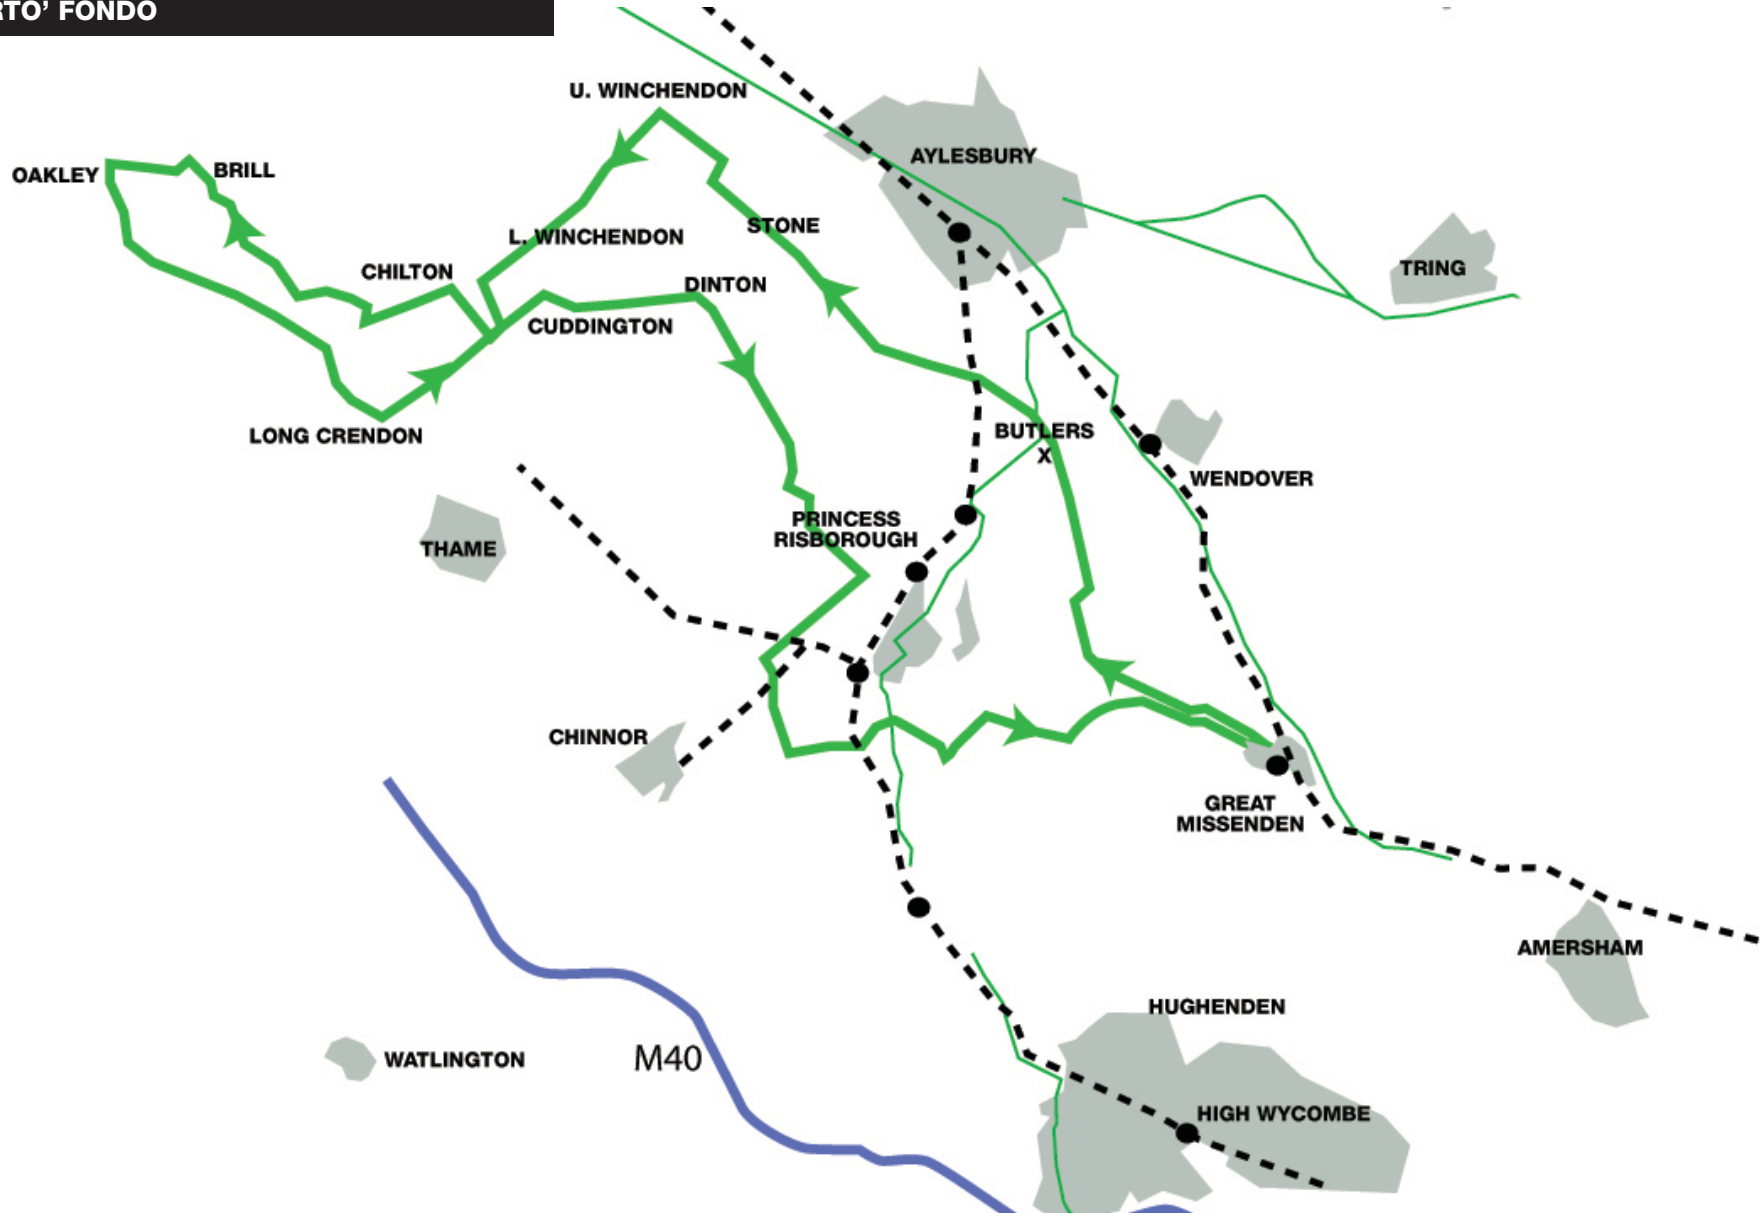 RTO’ FONDO
U. WINCHENDON
AYLESBURY
OAKLEY
BRILL
STONE
L. WINCHENDON
TRING
CHILTON
DINTON
CUDDINGTON
LONG CRENDON
BUTLERS
X
WENDOVER
PRINCESS
RISBOROUGH
THAME
CHINNOR
GREAT
MISSENDEN
AMERSHAM
HUGHENDEN
WATLINGTON
M40
HIGH WYCOMBE